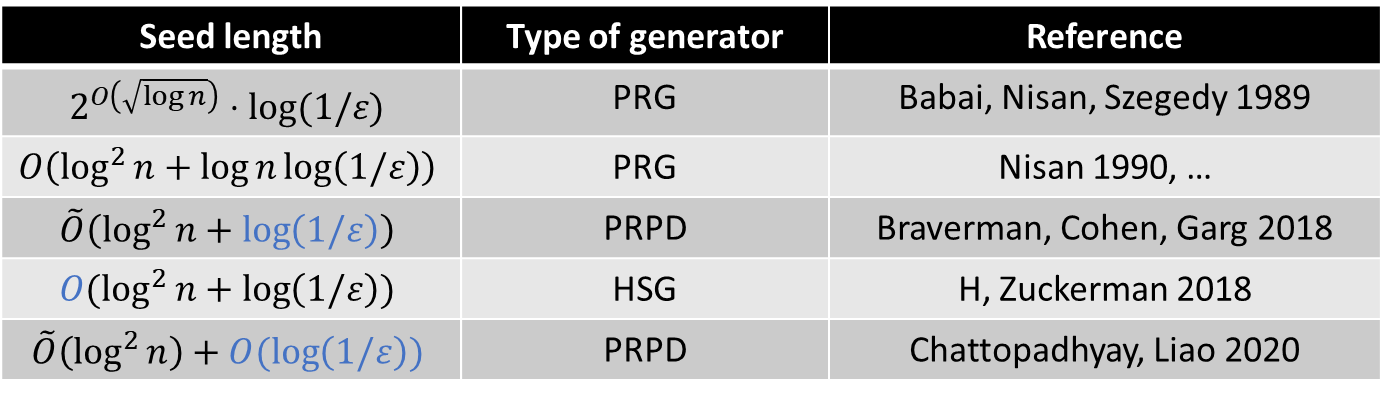 Seed length Type of generator Reference
2^{O(√log n)} · log(1/ε) PRG Babai, Nisan, Szegedy 1989
O(log² n + log n log(1/ε)) PRG Nisan 1990, …
Õ(log² n + log(1/ε)) PRPD Braverman, Cohen, Garg 2018
O(log² n + log(1/ε)) HSG H, Zuckerman 2018
Õ(log² n) + O(log(1/ε)) PRPD Chattopadhyay, Liao 2020